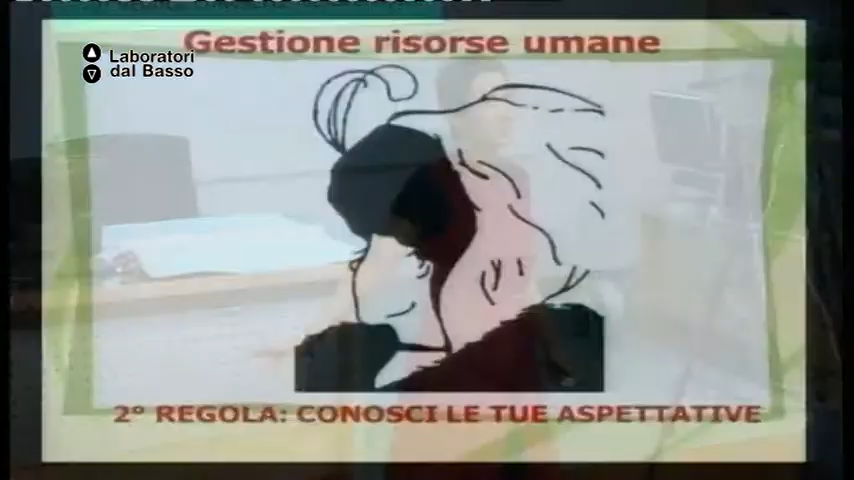 Gestione risorse umane
Laboratori
dal Basso
2° REGOLA: CONOSCI LE TUE ASPETTATIVE